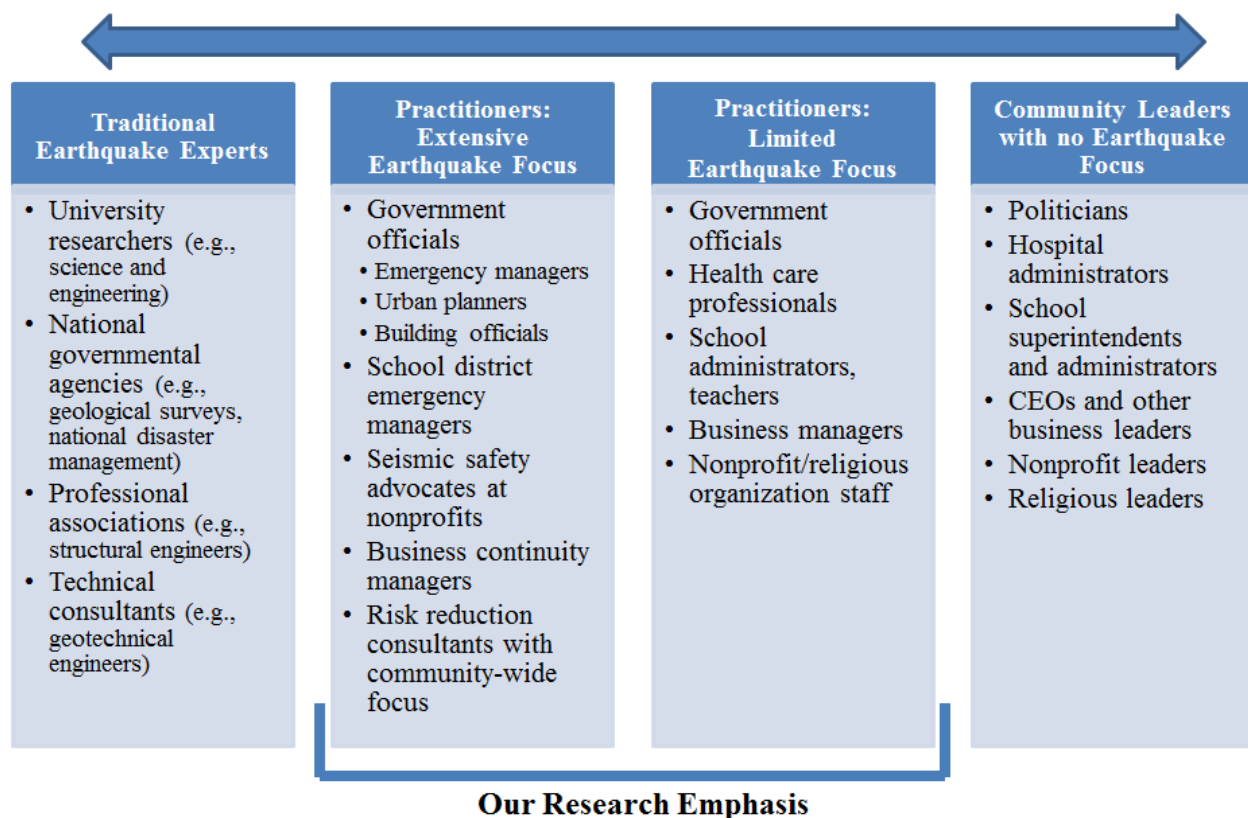 Traditional
Earthquake Experts
• University
researchers (e.g.,
science and
engineering)
• National
governmental
agencies (e.g.,
geological surveys,
national disaster
management)
• Professional
associations (e.g.,
structural engineers)
• Technical
consultants (e.g.,
geotechnical
engineers)
Practitioners:
Extensive
Earthquake Focus
• Government
officials
• Emergency managers
• Urban planners
• Building officials
• School district
emergency
managers
• Seismic safety
advocates at
nonprofits
• Business continuity
managers
• Risk reduction
consultants with
community-wide
focus
Practitioners:
Limited
Earthquake Focus
• Government
officials
• Health care
professionals
• School
administrators,
teachers
• Business managers
• Nonprofit/religious
organization staff
Community Leaders
with no Earthquake
Focus
• Politicians
• Hospital
administrators
• School
superintendents
and administrators
• CEOs and other
business leaders
• Nonprofit leaders
• Religious leaders
Our Research Emphasis